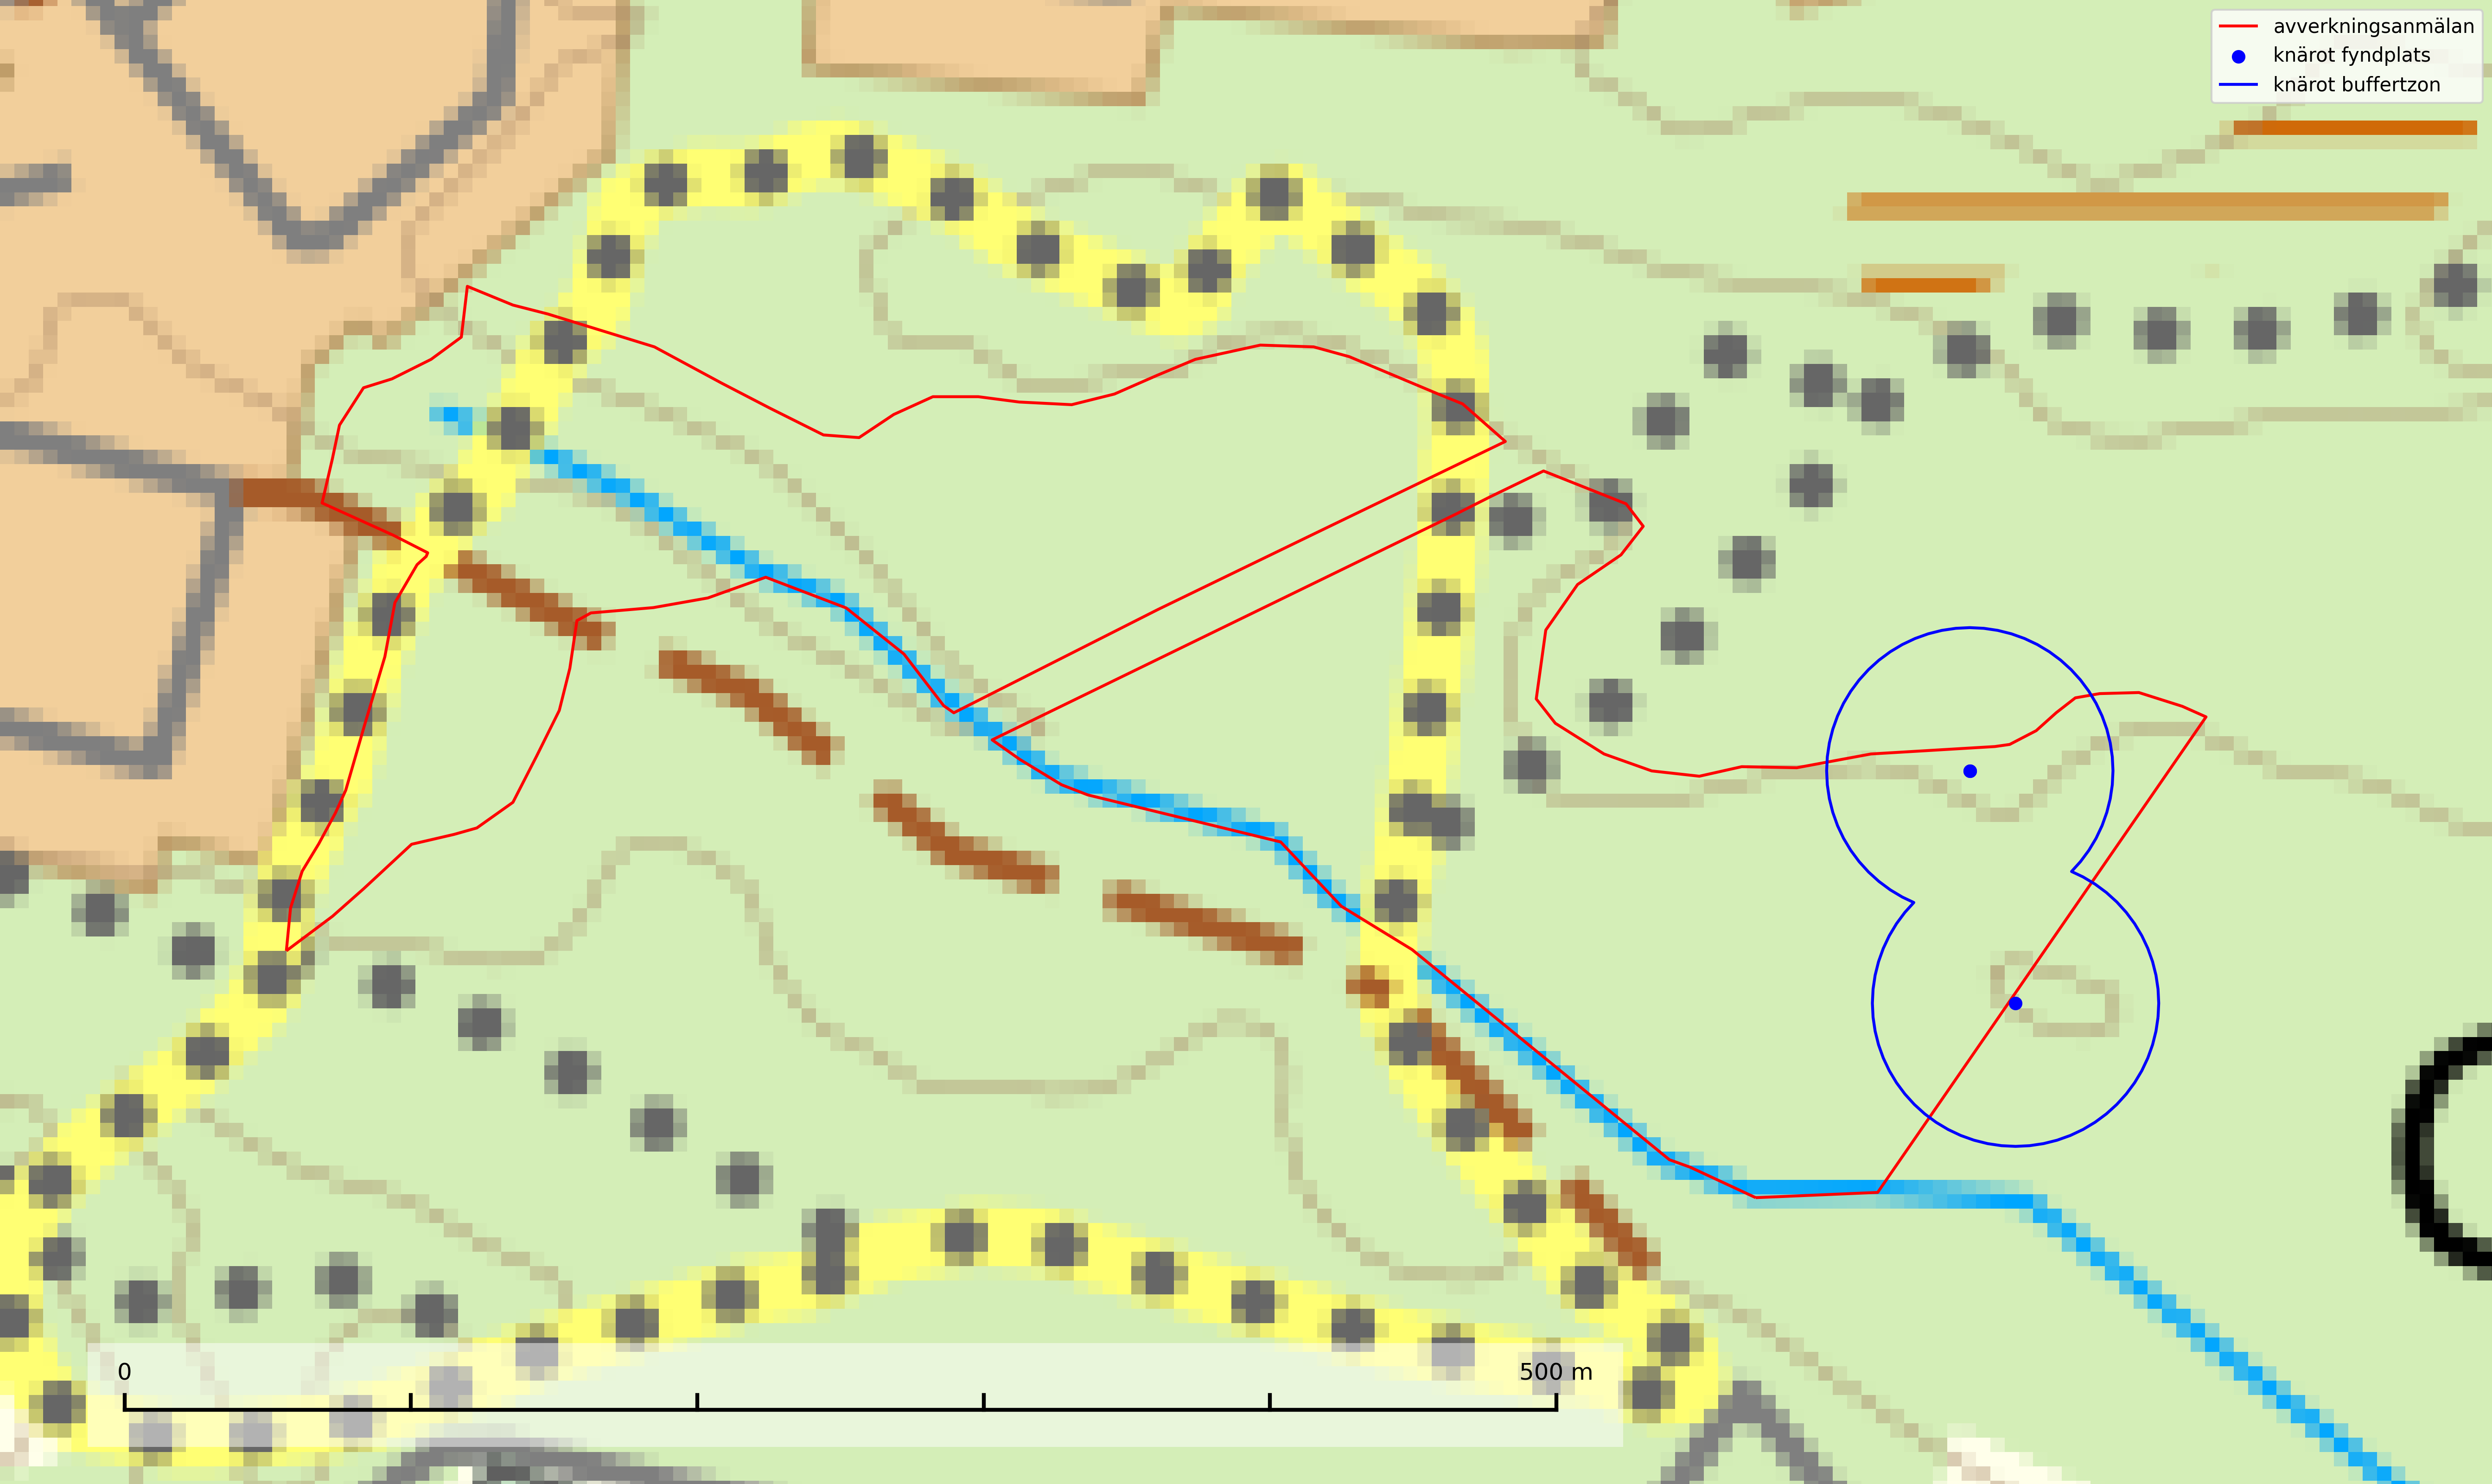 avverkningsanmälan
knärot fyndplats
knärot buffertzon
0 500 m